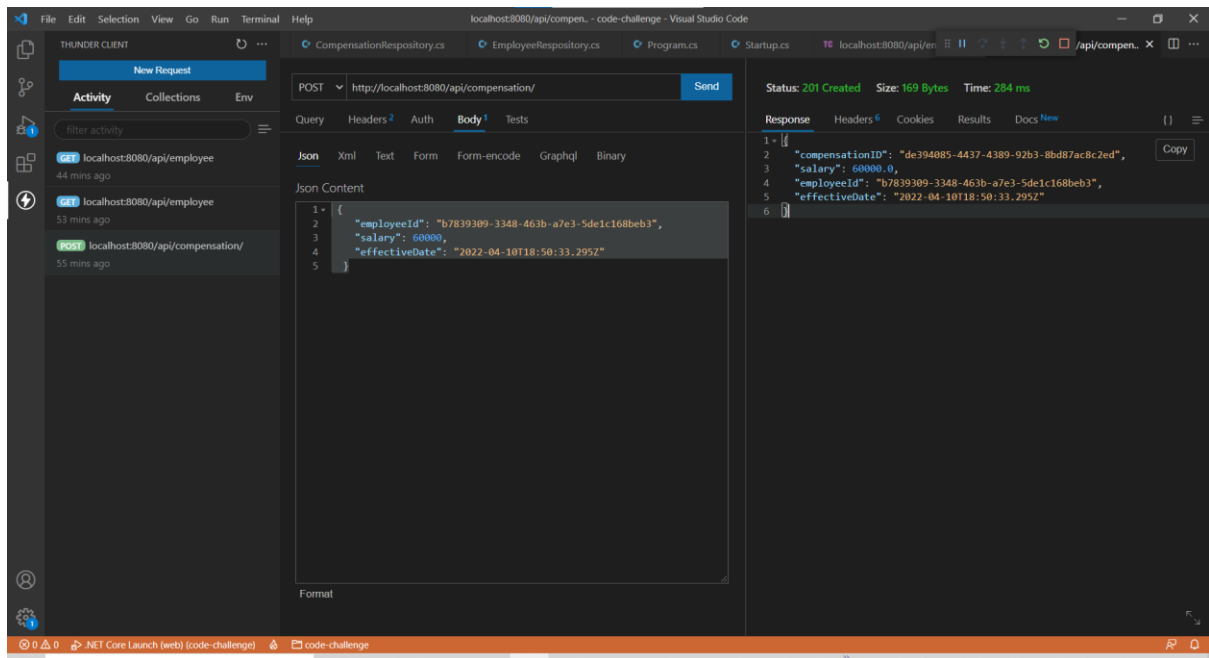 File Edit Selection View Go Run Terminal Help
localhost:8080/api/compen.. - code-challenge - Visual Studio Code
THUNDER CLIENT
New Request
Activity Collections Env
filter activity
GET localhost:8080/api/employee
44 mins ago
GET localhost:8080/api/employee
53 mins ago
POST localhost:8080/api/compensation/
55 mins ago
CompensationRespository.cs EmployeeRespository.cs Program.cs Startup.cs TC localhost:8080/api/en /api/compen..
POST http://localhost:8080/api/compensation/ Send
Query Headers 2 Auth Body 1 Tests
Json Xml Text Form Form-encode Graphql Binary
Json Content
1 {
2 "employeeId": "b7839309-3348-463b-a7e3-5de1c168beb3",
3 "salary": 60000,
4 "effectiveDate": "2022-04-10T18:50:33.295Z"
5 }
Format
Status: 201 Created Size: 169 Bytes Time: 284 ms
Response Headers 6 Cookies Results Docs New {}
Copy
1 {
2 "compensationID": "de394085-4437-4389-92b3-8bd87ac8c2ed",
3 "salary": 60000.0,
4 "employeeId": "b7839309-3348-463b-a7e3-5de1c168beb3",
5 "effectiveDate": "2022-04-10T18:50:33.295Z"
6 }
1
1
0 0 .NET Core Launch (web) (code-challenge) code-challenge